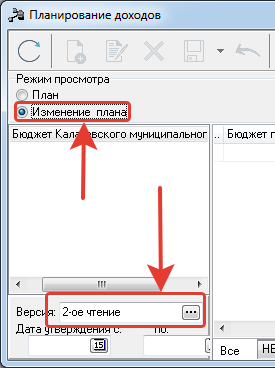 Планирование доходов
Режим просмотра
План
Изменение плана
Бюджет Калачевского муниципальног
.. Бюджет г
Версия: 2-ое чтение ...
Дата утверждения с: по:
15
Все НЕ